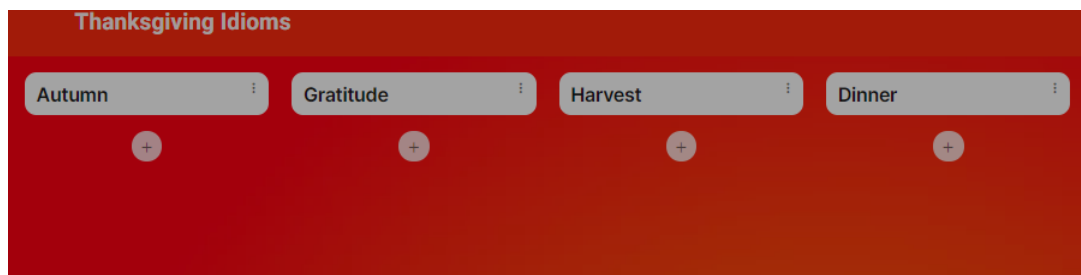 Thanksgiving Idioms
Autumn
Gratitude
Harvest
Dinner
+
+
+
+